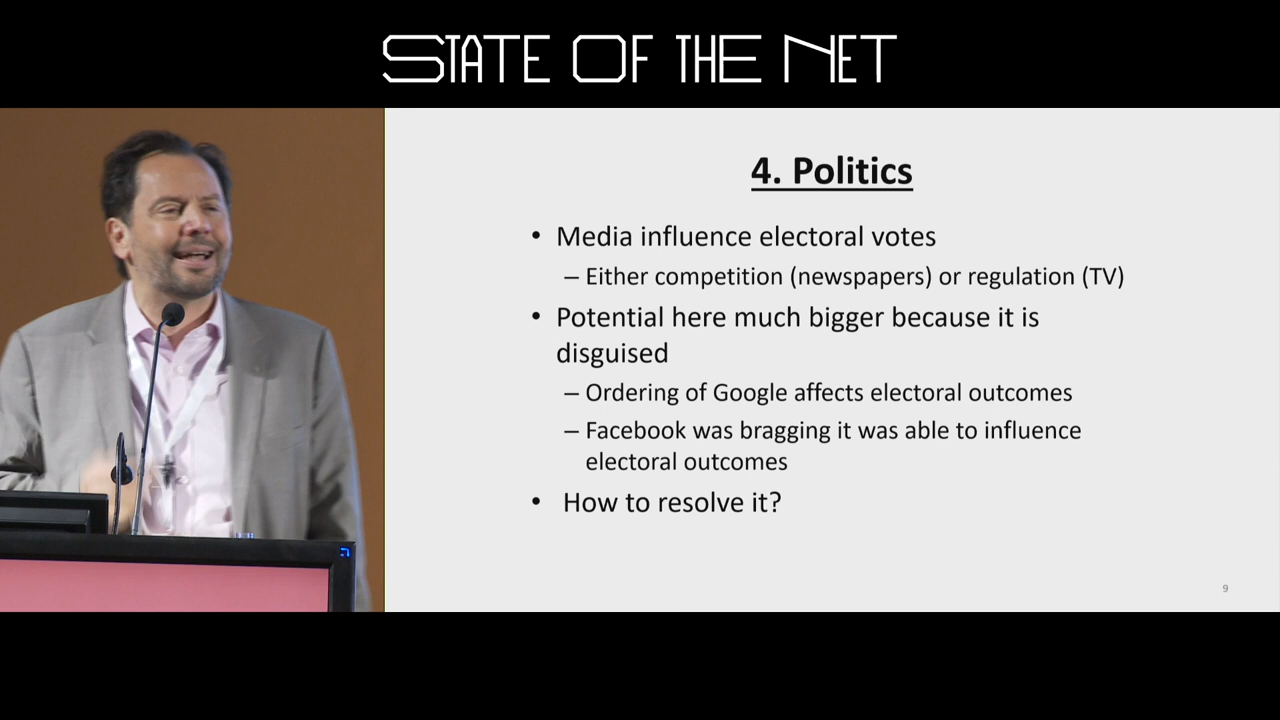 STATE OF THE NET
4. Politics
• Media influence electoral votes
– Either competition (newspapers) or regulation (TV)
• Potential here much bigger because it is
disguised
– Ordering of Google affects electoral outcomes
– Facebook was bragging it was able to influence
electoral outcomes
• How to resolve it?
9